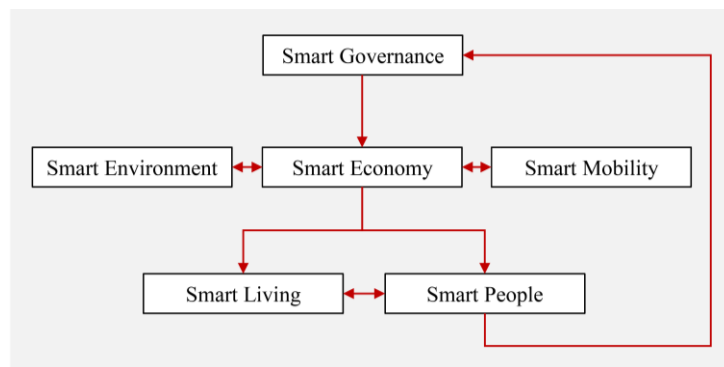 Smart Governance
Smart Environment
Smart Economy
Smart Mobility
Smart Living
Smart People